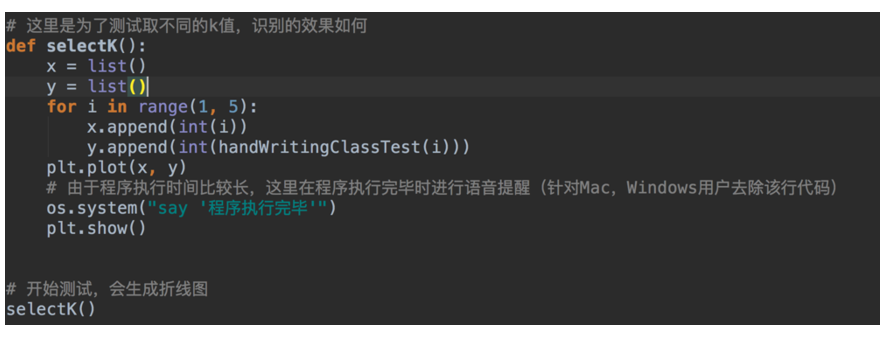 # 这里是为了测试取不同的k值，识别的效果如何
def selectK():
    x = list()
    y = list()
    for i in range(1, 5):
        x.append(int(i))
        y.append(int(handWritingClassTest(i)))
    plt.plot(x, y)
    # 由于程序执行时间比较长，这里在程序执行完毕时进行语音提醒（针对Mac，Windows用户去除该行代码）
    os.system("say '程序执行完毕'")
    plt.show()
# 开始测试，会生成折线图
selectK()